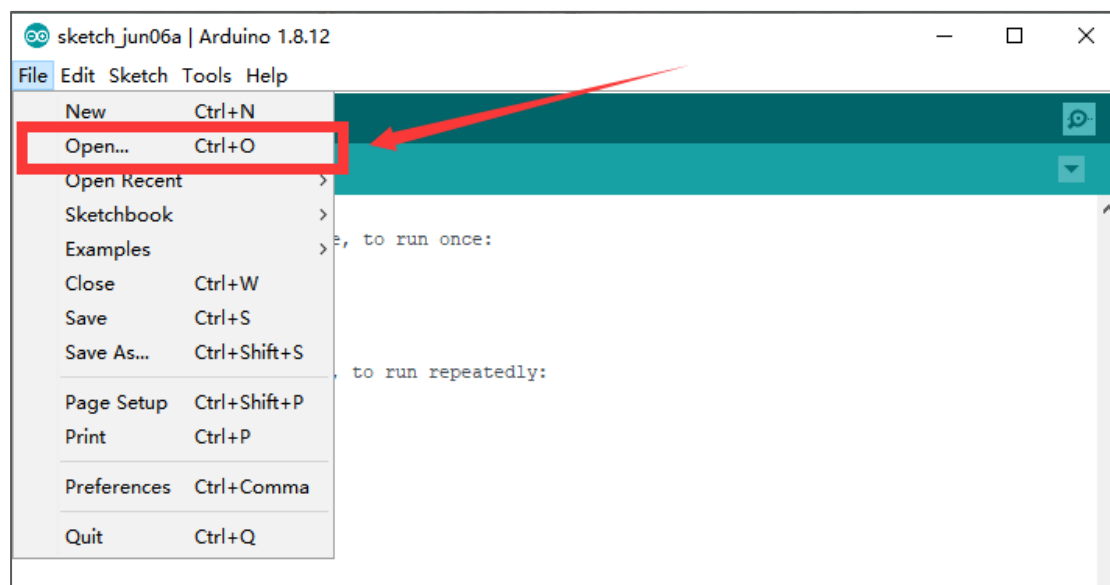 sketch_jun06a | Arduino 1.8.12
File Edit Sketch Tools Help
New Ctrl+N
Open... Ctrl+O
Open Recent
Sketchbook
Examples
Close Ctrl+W
Save Ctrl+S
Save As... Ctrl+Shift+S
Page Setup Ctrl+Shift+P
Print Ctrl+P
Preferences Ctrl+Comma
Quit Ctrl+Q
, to run once:
, to run repeatedly: